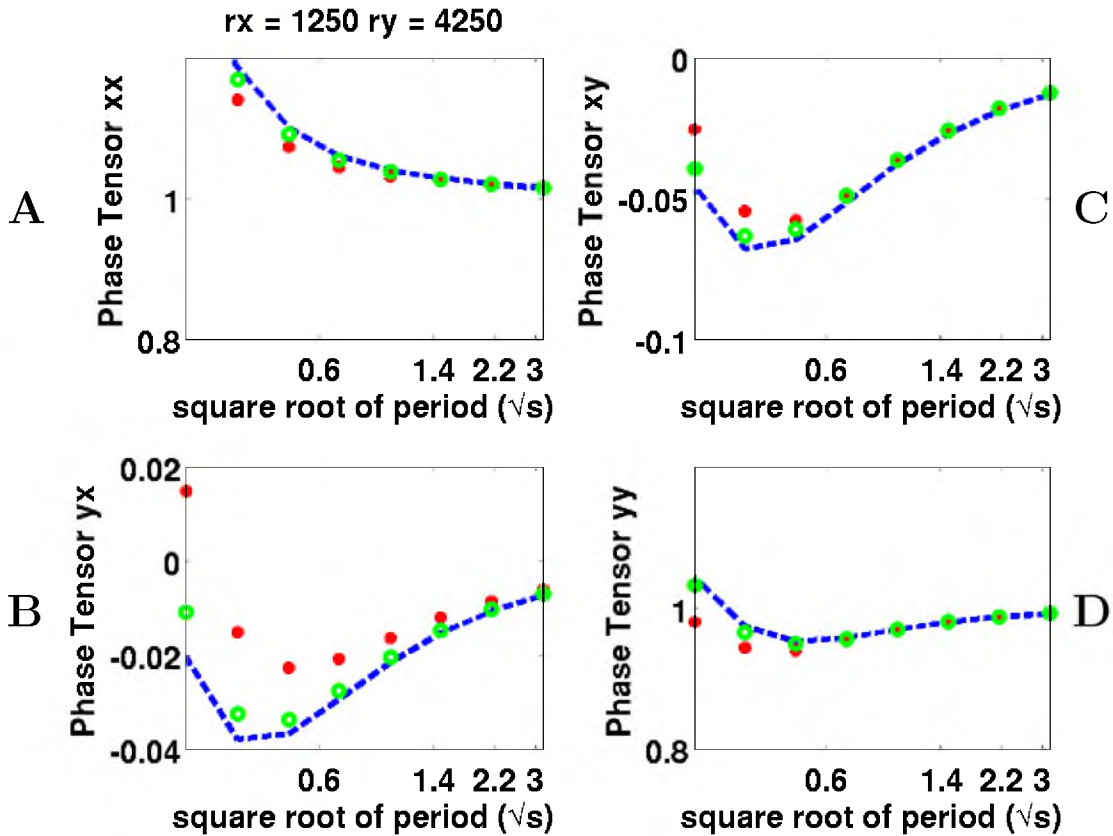 rx = 1250 ry = 4250
A
Phase Tensor xx
1
0.8
0.6 1.4 2.2 3
square root of period (√s)
Phase Tensor xy
0
-0.05
-0.1
0.6 1.4 2.2 3
square root of period (√s)
C
B
Phase Tensor yx
0.02
0
-0.02
-0.04
0.6 1.4 2.2 3
square root of period (√s)
Phase Tensor yy
1
0.8
0.6 1.4 2.2 3
square root of period (√s)
D